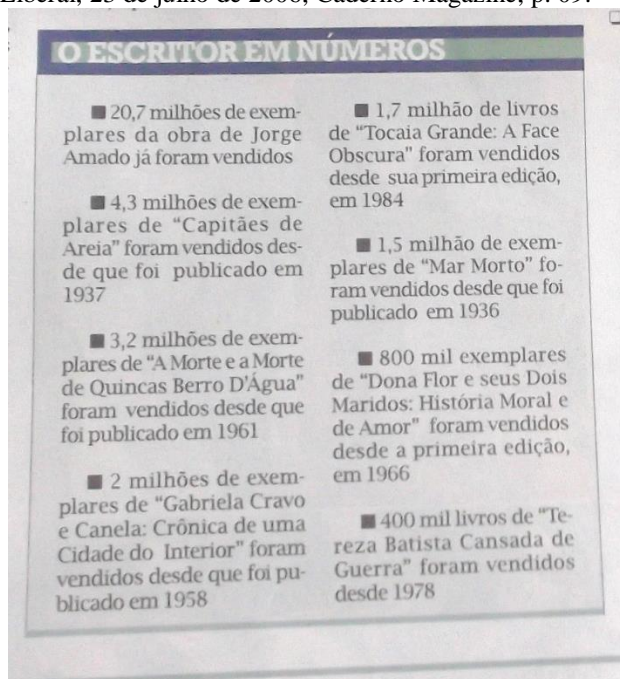 Liberal, 23 de julho de 2006, Caderno Magazine, p. 09.
O ESCRITOR EM NÚMEROS
■ 20,7 milhões de exem-
plares da obra de Jorge
Amado já foram vendidos
■ 4,3 milhões de exem-
plares de “Capitães de
Areia” foram vendidos des-
de que foi publicado em
1937
■ 3,2 milhões de exem-
plares de “A Morte e a Morte
de Quincas Berro D'Água”
foram vendidos desde que
foi publicado em 1961
■ 2 milhões de exem-
plares de “Gabriela Cravo
e Canela: Crônica de uma
Cidade do Interior” foram
vendidos desde que foi pu-
blicado em 1958
■ 1,7 milhão de livros
de “Tocaia Grande: A Face
Obscura” foram vendidos
desde sua primeira edição,
em 1984
■ 1,5 milhão de exem-
plares de “Mar Morto” fo-
ram vendidos desde que foi
publicado em 1936
■ 800 mil exemplares
de “Dona Flor e seus Dois
Maridos: História Moral e
de Amor” foram vendidos
desde a primeira edição,
em 1966
■ 400 mil livros de “Te-
reza Batista Cansada de
Guerra” foram vendidos
desde 1978